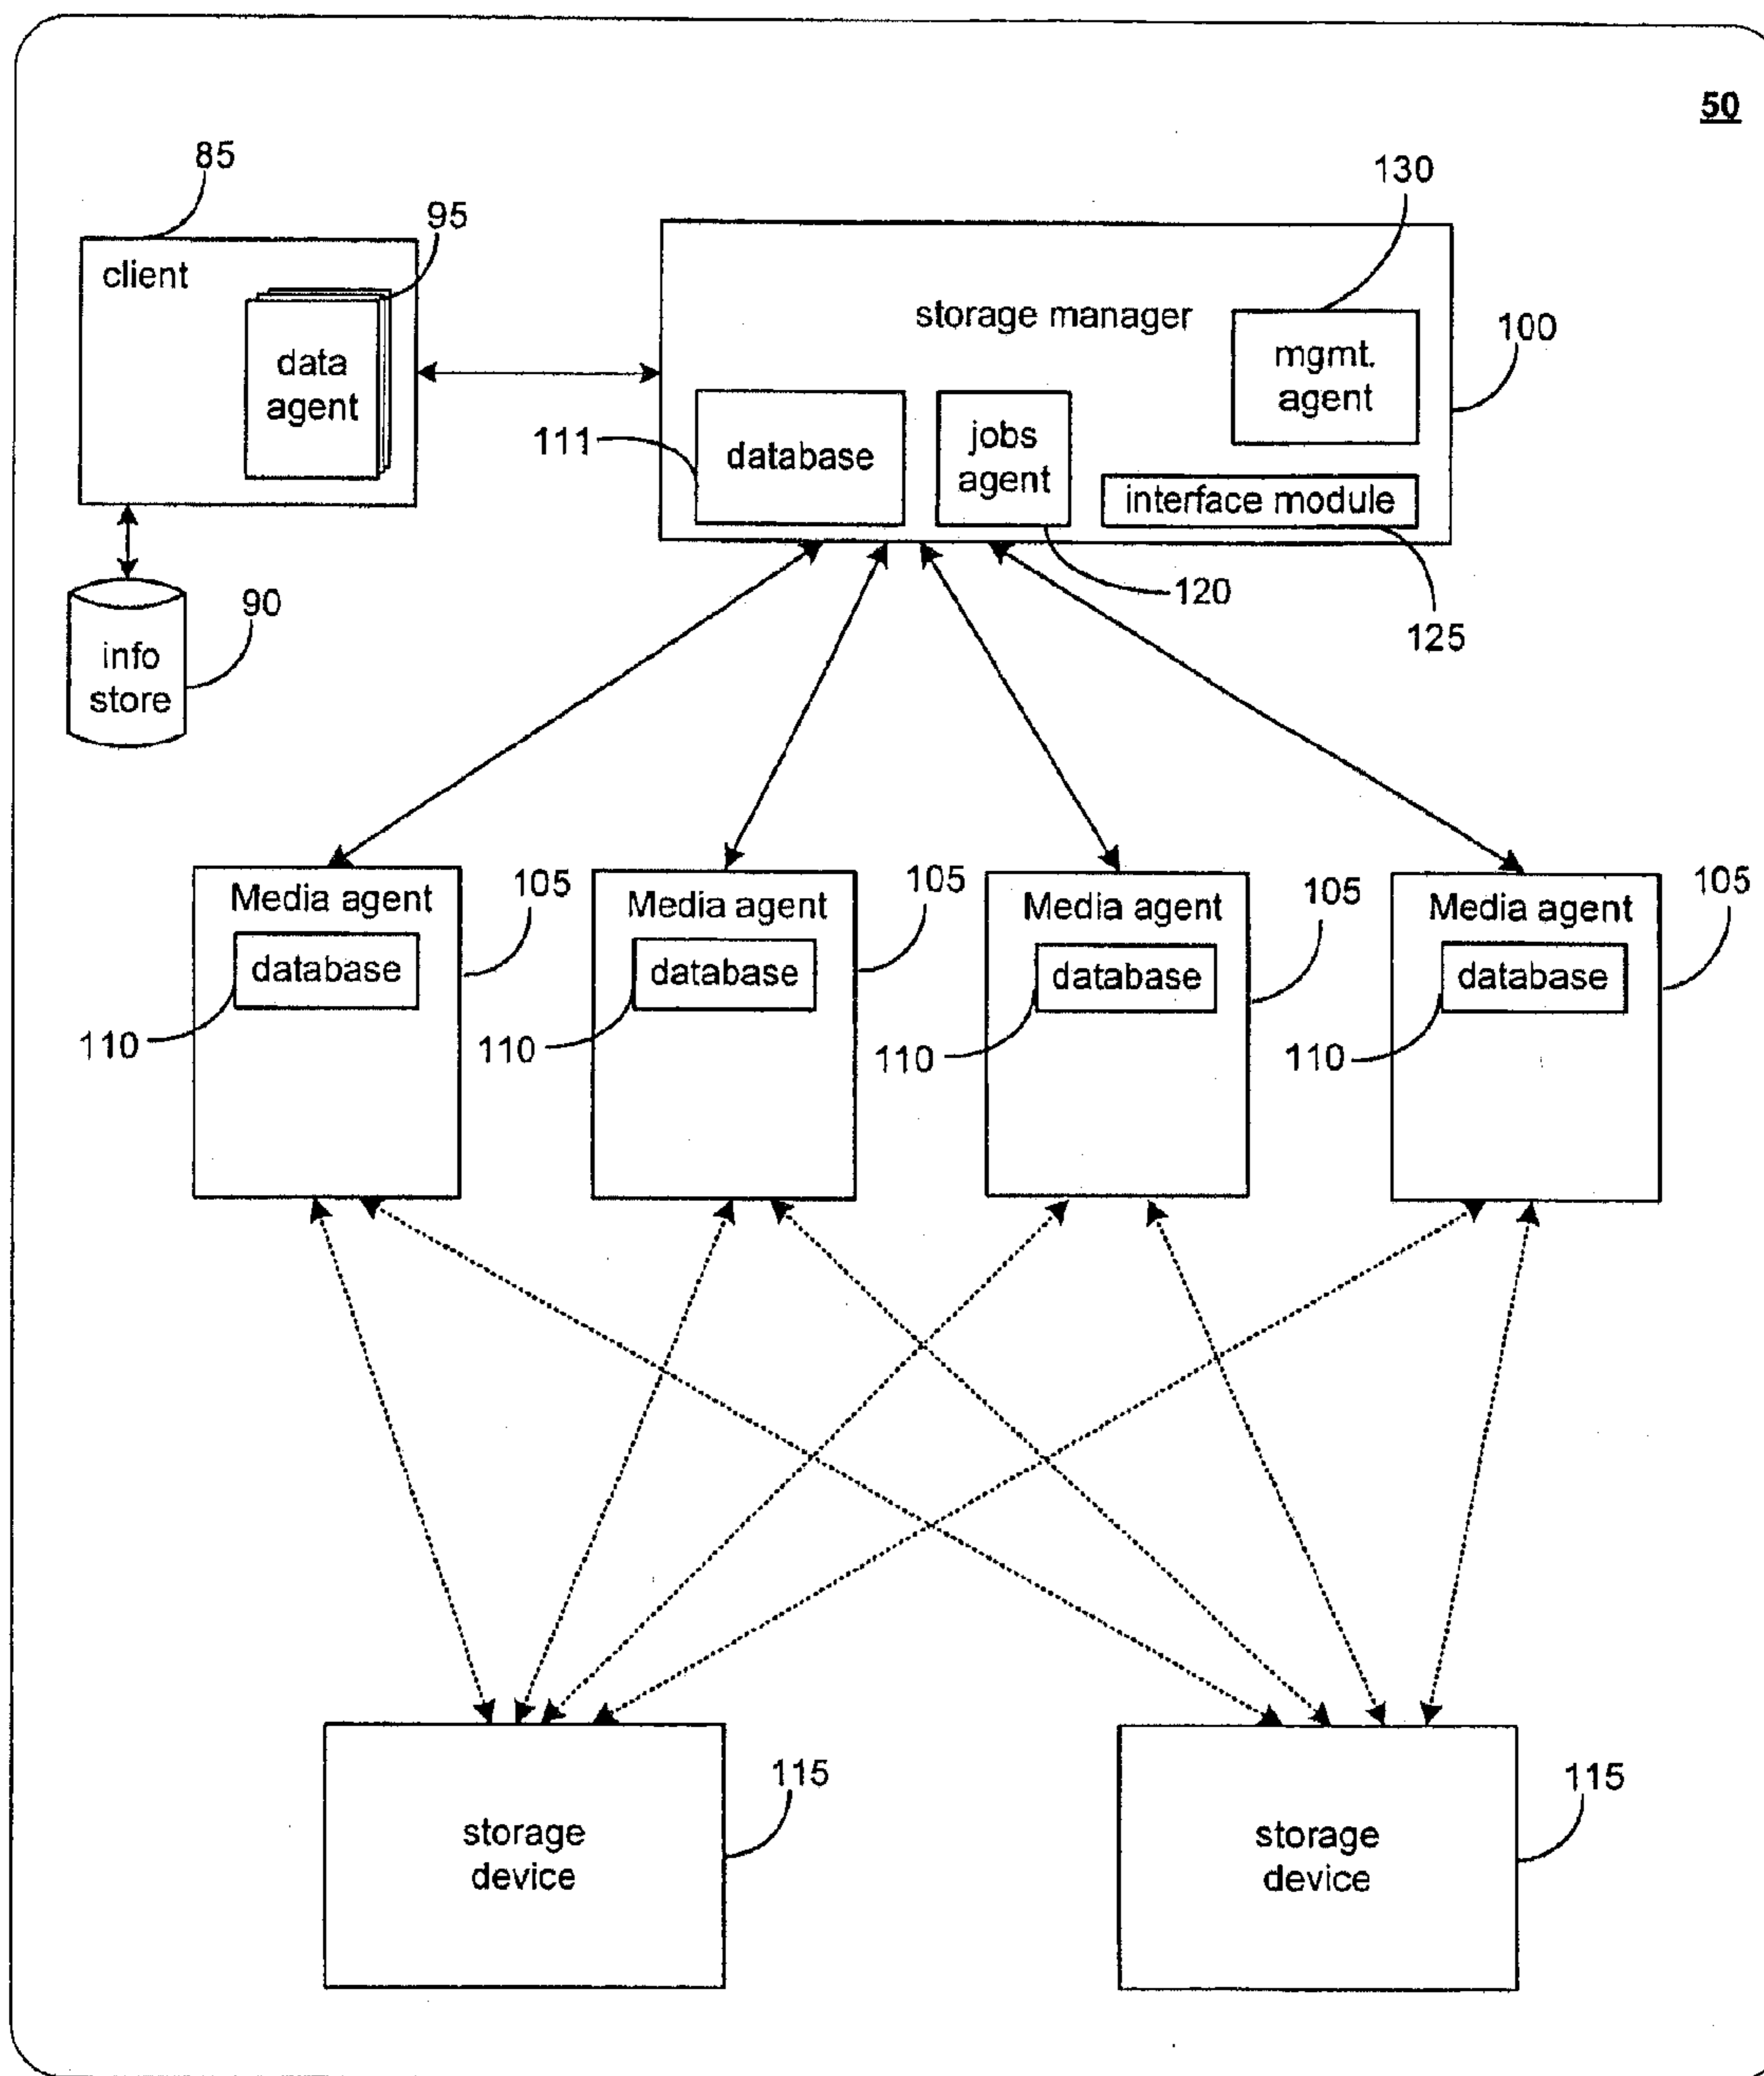 50
85
95
130
client
data
agent
storage manager
mgmt.
agent
100
111
database
jobs
agent
interface module
120
125
90
info
store
Media agent
database
105
110
Media agent
database
105
110
Media agent
database
105
110
Media agent
database
105
110
storage
device
115
storage
device
115